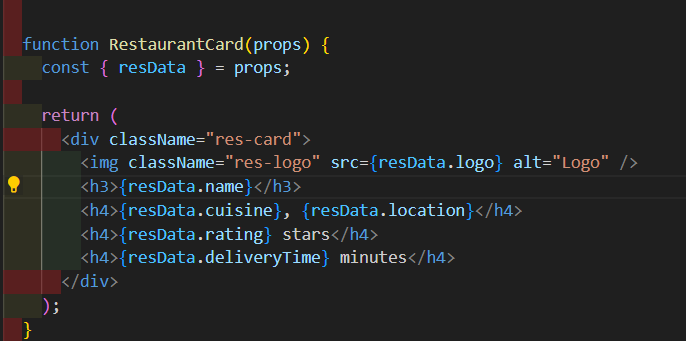 function RestaurantCard(props) {
  const { resData } = props;
  return (
    <div className="res-card">
      <img className="res-logo" src={resData.logo} alt="Logo" />
      <h3>{resData.name}</h3>
      <h4>{resData.cuisine}, {resData.location}</h4>
      <h4>{resData.rating} stars</h4>
      <h4>{resData.deliveryTime} minutes</h4>
    </div>
  );
}